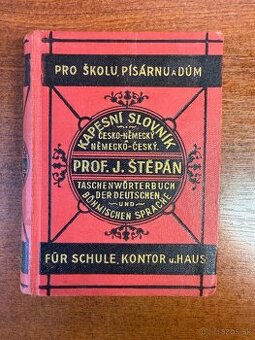 PRO ŠKOLU, PÍSÁRNU A DŮM
KAPESNÍ SLOVNÍK
ČESKO-NĚMECKÝ
NĚMECKO-ČESKÝ.
PROF. J. ŠTĚPÁN
TASCHENWÖRTERBUCH
DER DEUTSCHEN
UND
BÖHMISCHEN SPRACHE
FÜR SCHULE, KONTOR u. HAUS